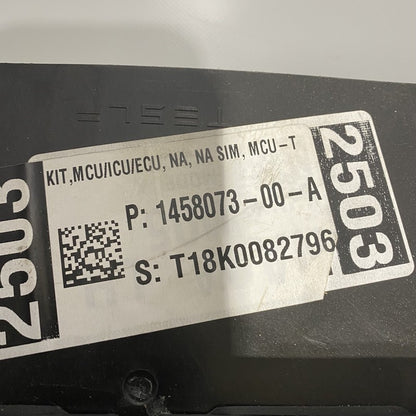 TESLA
KIT,MCU/ICU/ECU, NA, NA SIM, MCU-T
P: 1458073-00-A
S: T18K0082796
2503
2503